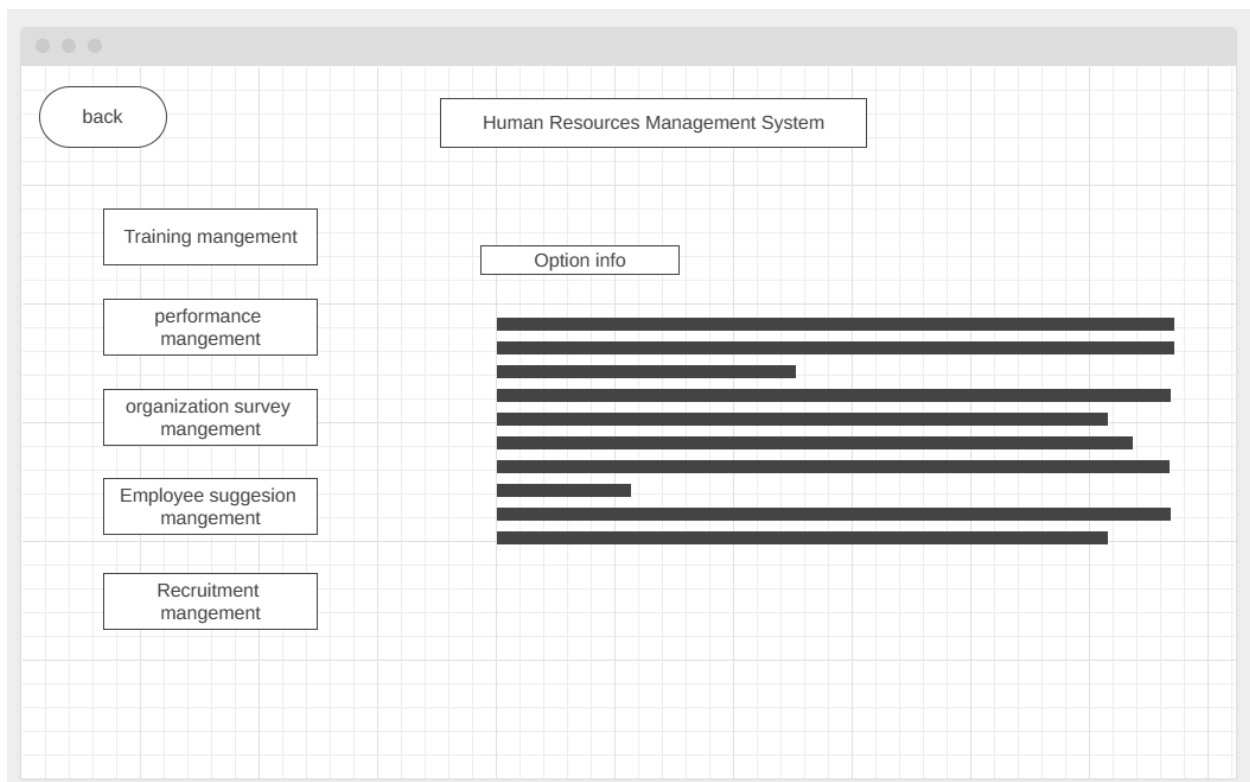 back
Human Resources Management System
Training mangement
Option info
performance
mangement
organization survey
mangement
Employee suggesion
mangement
Recruitment
mangement